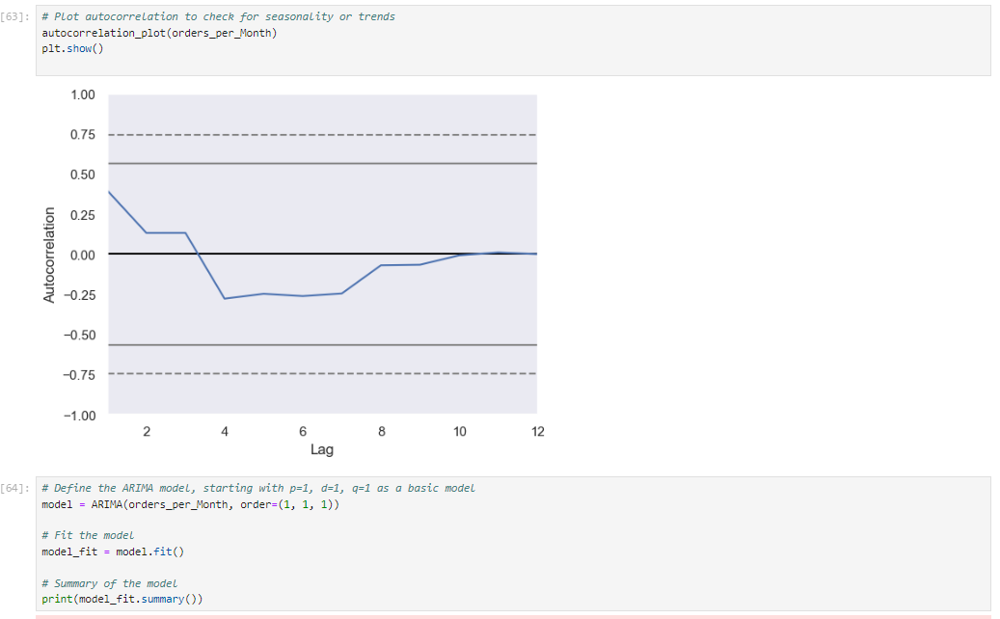 [63]: # Plot autocorrelation to check for seasonality or trends
autocorrelation_plot(orders_per_Month)
plt.show()
1.00
0.75
0.50
0.25
0.00
−0.25
−0.50
−0.75
−1.00
Autocorrelation
2 4 6 8 10 12
Lag
[64]: # Define the ARIMA model, starting with p=1, d=1, q=1 as a basic model
model = ARIMA(orders_per_Month, order=(1, 1, 1))
# Fit the model
model_fit = model.fit()
# Summary of the model
print(model_fit.summary())